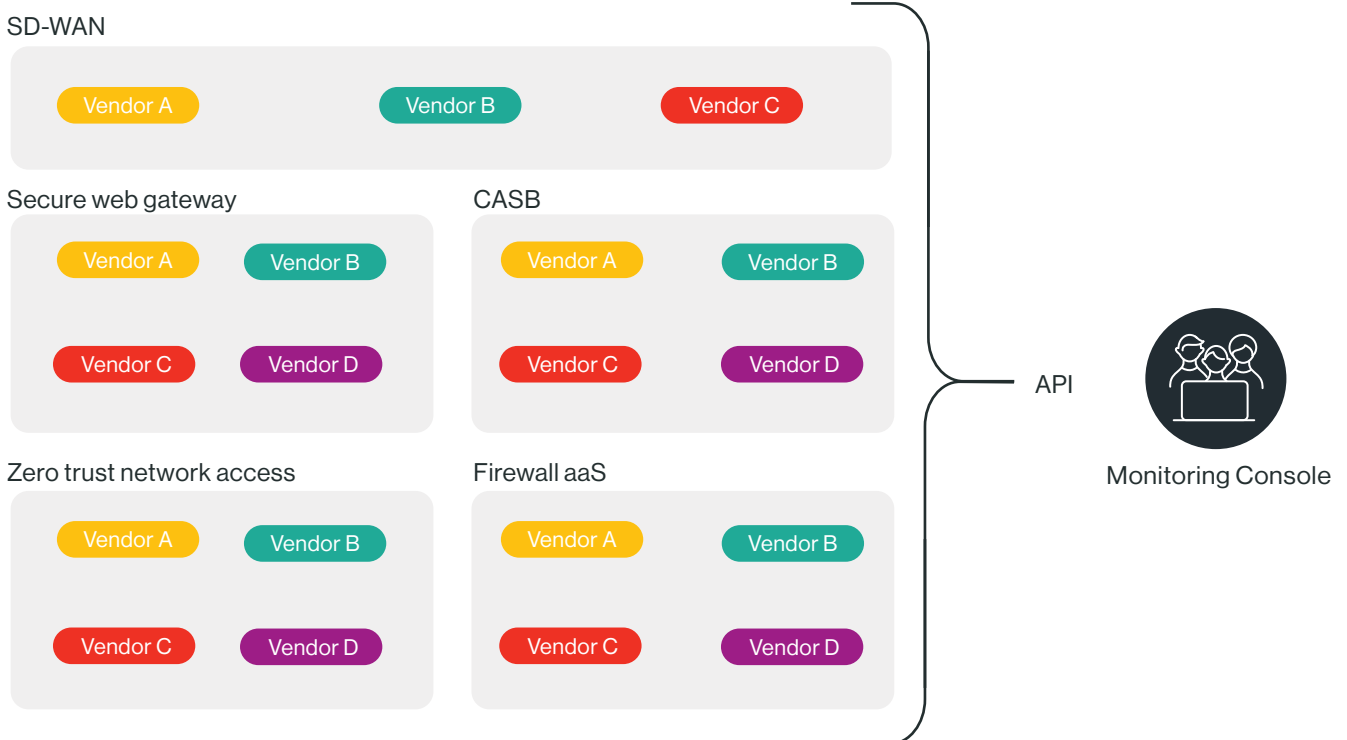 SD-WAN
Vendor A
Vendor B
Vendor C
Secure web gateway
Vendor A
Vendor B
Vendor C
Vendor D
CASB
Vendor A
Vendor B
Vendor C
Vendor D
Zero trust network access
Vendor A
Vendor B
Vendor C
Vendor D
Firewall aaS
Vendor A
Vendor B
Vendor C
Vendor D
API
Monitoring Console